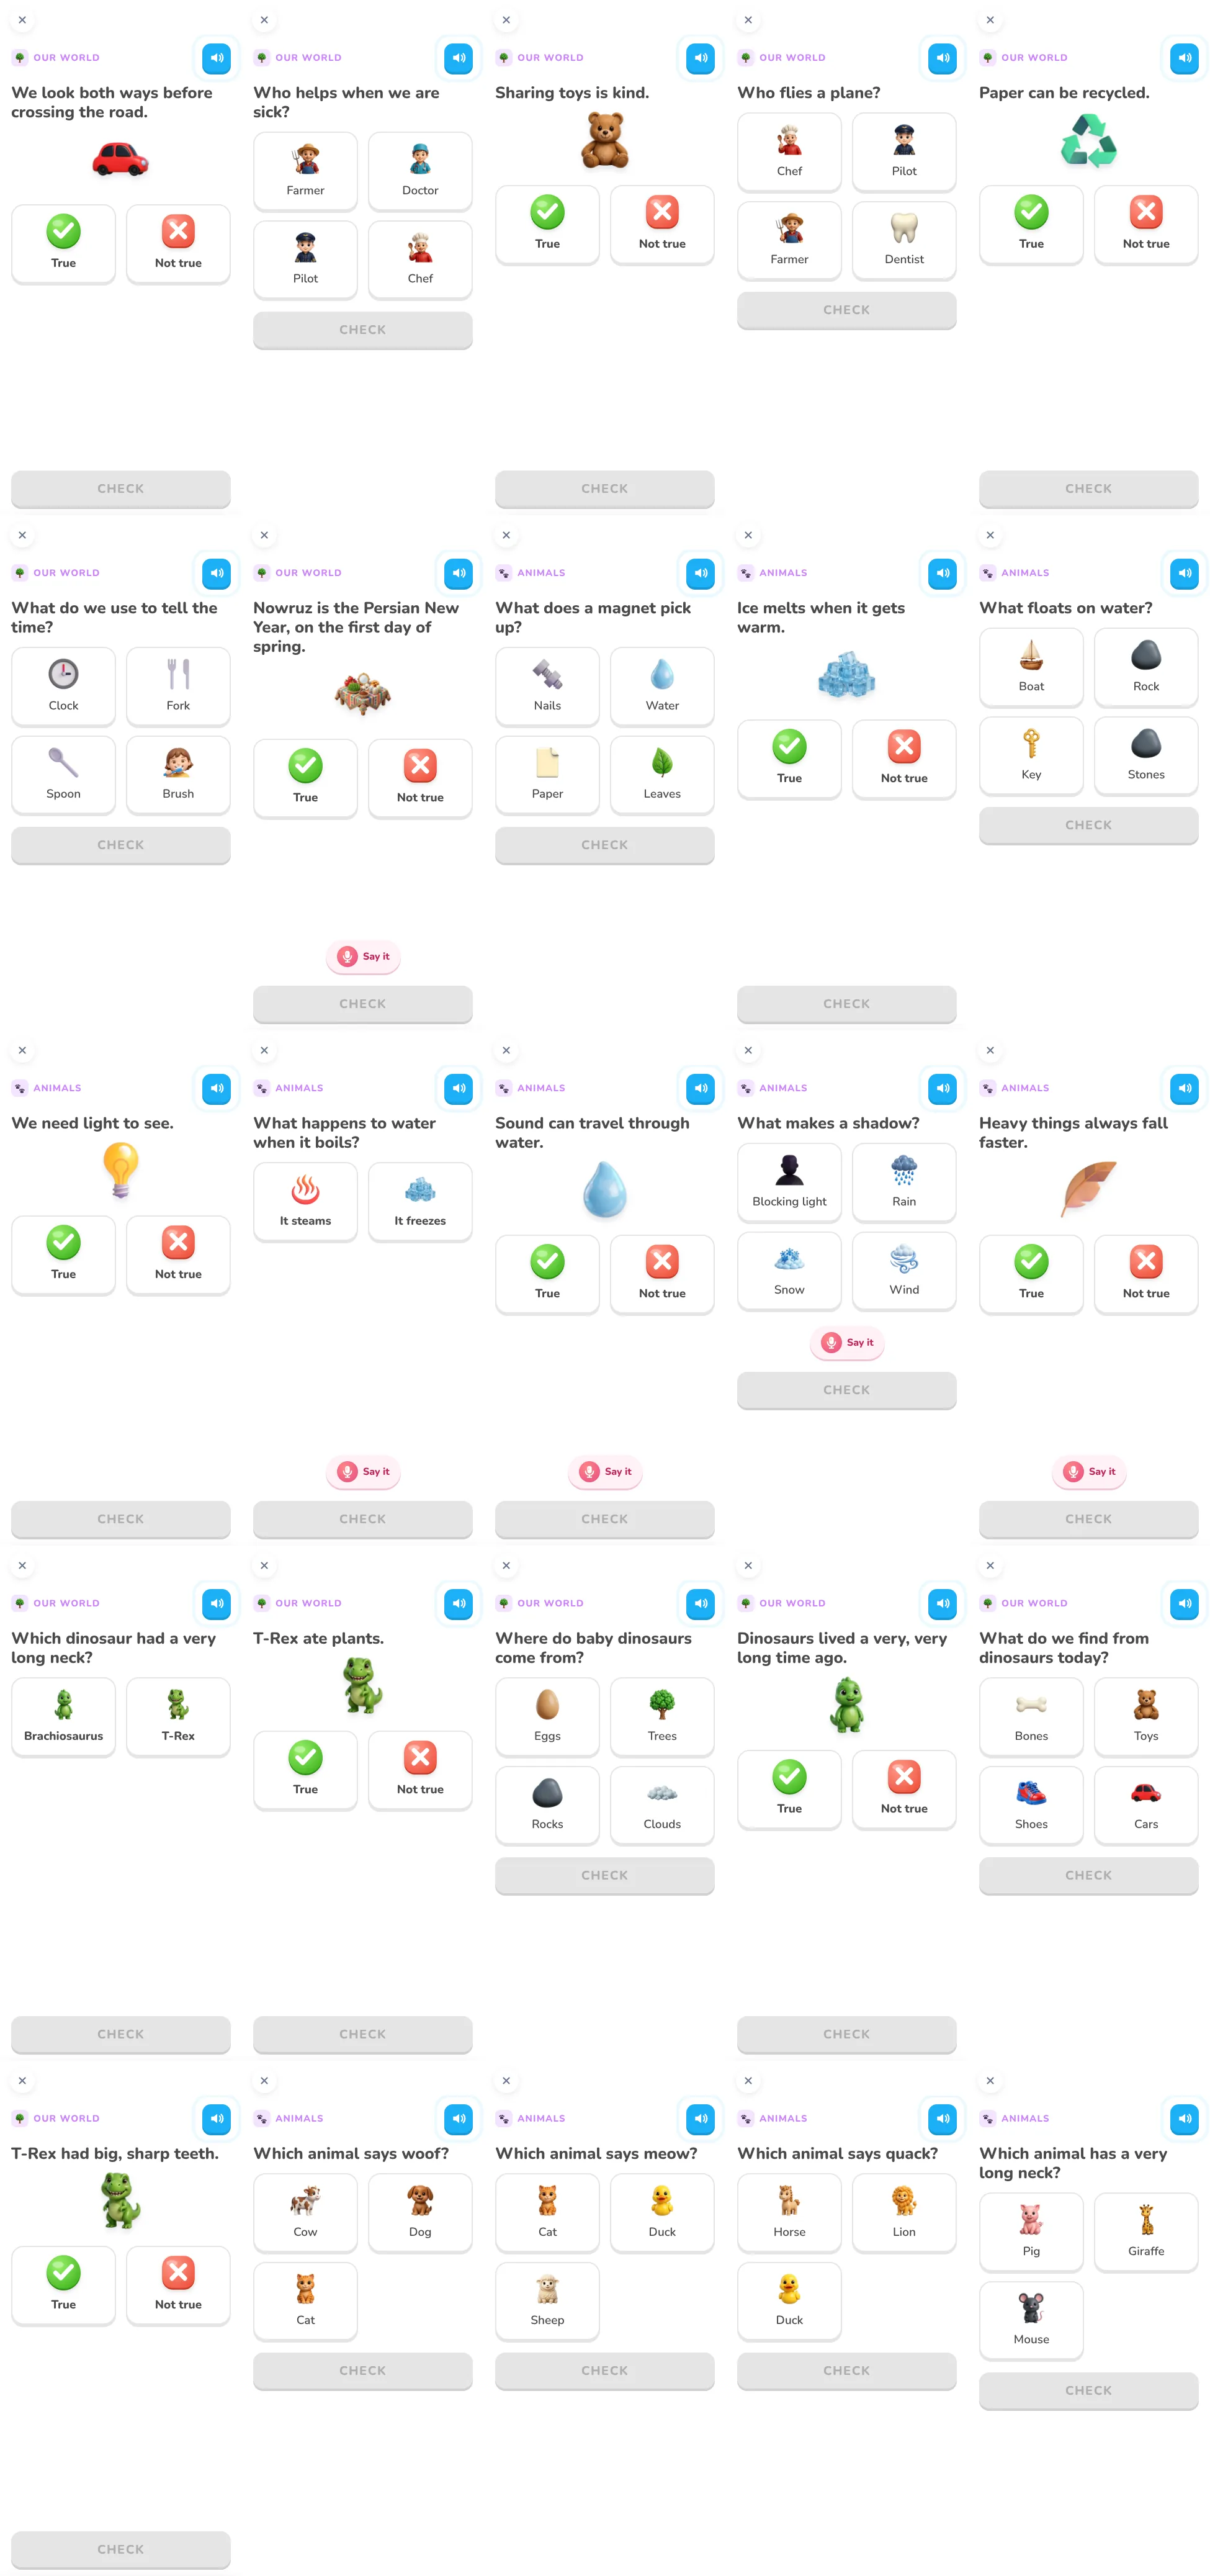 OUR WORLD
We look both ways before
crossing the road.
True
Not true
CHECK
OUR WORLD
Who helps when we are
sick?
Farmer
Doctor
Pilot
Chef
CHECK
OUR WORLD
Sharing toys is kind.
True
Not true
CHECK
OUR WORLD
Who flies a plane?
Chef
Pilot
Farmer
Dentist
CHECK
OUR WORLD
Paper can be recycled.
True
Not true
CHECK
OUR WORLD
What do we use to tell the
time?
Clock
Fork
Spoon
Brush
CHECK
OUR WORLD
Nowruz is the Persian New
Year, on the first day of
spring.
True
Not true
Say it
CHECK
ANIMALS
What does a magnet pick
up?
Nails
Water
Paper
Leaves
CHECK
ANIMALS
Ice melts when it gets
warm.
True
Not true
CHECK
ANIMALS
What floats on water?
Boat
Rock
Key
Stones
CHECK
ANIMALS
We need light to see.
True
Not true
CHECK
ANIMALS
What happens to water
when it boils?
It steams
It freezes
Say it
CHECK
ANIMALS
Sound can travel through
water.
True
Not true
Say it
CHECK
ANIMALS
What makes a shadow?
Blocking light
Rain
Snow
Wind
Say it
CHECK
ANIMALS
Heavy things always fall
faster.
True
Not true
Say it
CHECK
OUR WORLD
Which dinosaur had a very
long neck?
Brachiosaurus
T-Rex
CHECK
OUR WORLD
T-Rex ate plants.
True
Not true
CHECK
OUR WORLD
Where do baby dinosaurs
come from?
Eggs
Trees
Rocks
Clouds
CHECK
OUR WORLD
Dinosaurs lived a very, very
long time ago.
True
Not true
CHECK
OUR WORLD
What do we find from
dinosaurs today?
Bones
Toys
Shoes
Cars
CHECK
OUR WORLD
T-Rex had big, sharp teeth.
True
Not true
CHECK
ANIMALS
Which animal says woof?
Cow
Dog
Cat
CHECK
ANIMALS
Which animal says meow?
Cat
Duck
Sheep
CHECK
ANIMALS
Which animal says quack?
Horse
Lion
Duck
CHECK
ANIMALS
Which animal has a very
long neck?
Pig
Giraffe
Mouse
CHECK